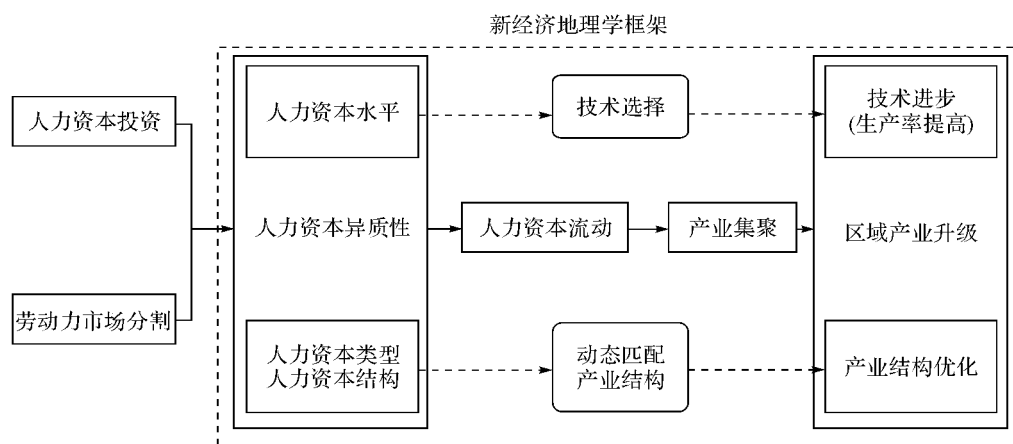 新经济地理学框架
人力资本投资
劳动力市场分割
人力资本水平
人力资本异质性
人力资本类型
人力资本结构
技术选择
人力资本流动
产业集聚
动态匹配
产业结构
技术进步
(生产率提高)
区域产业升级
产业结构优化